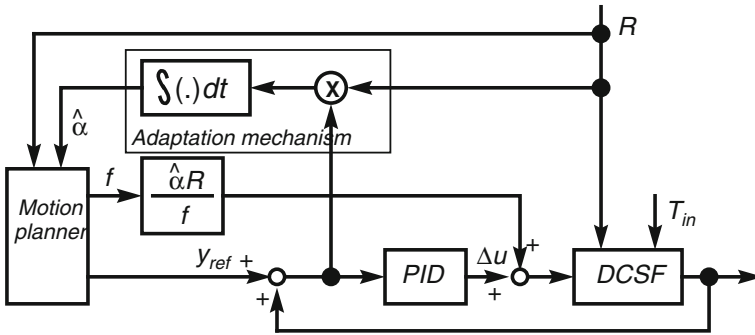 R
∫(.)dt
X
α̂
Adaptation mechanism
f
α̂R
f
Motion
planner
T_in
y_ref
+
+
PID
Δu
+
+
DCSF